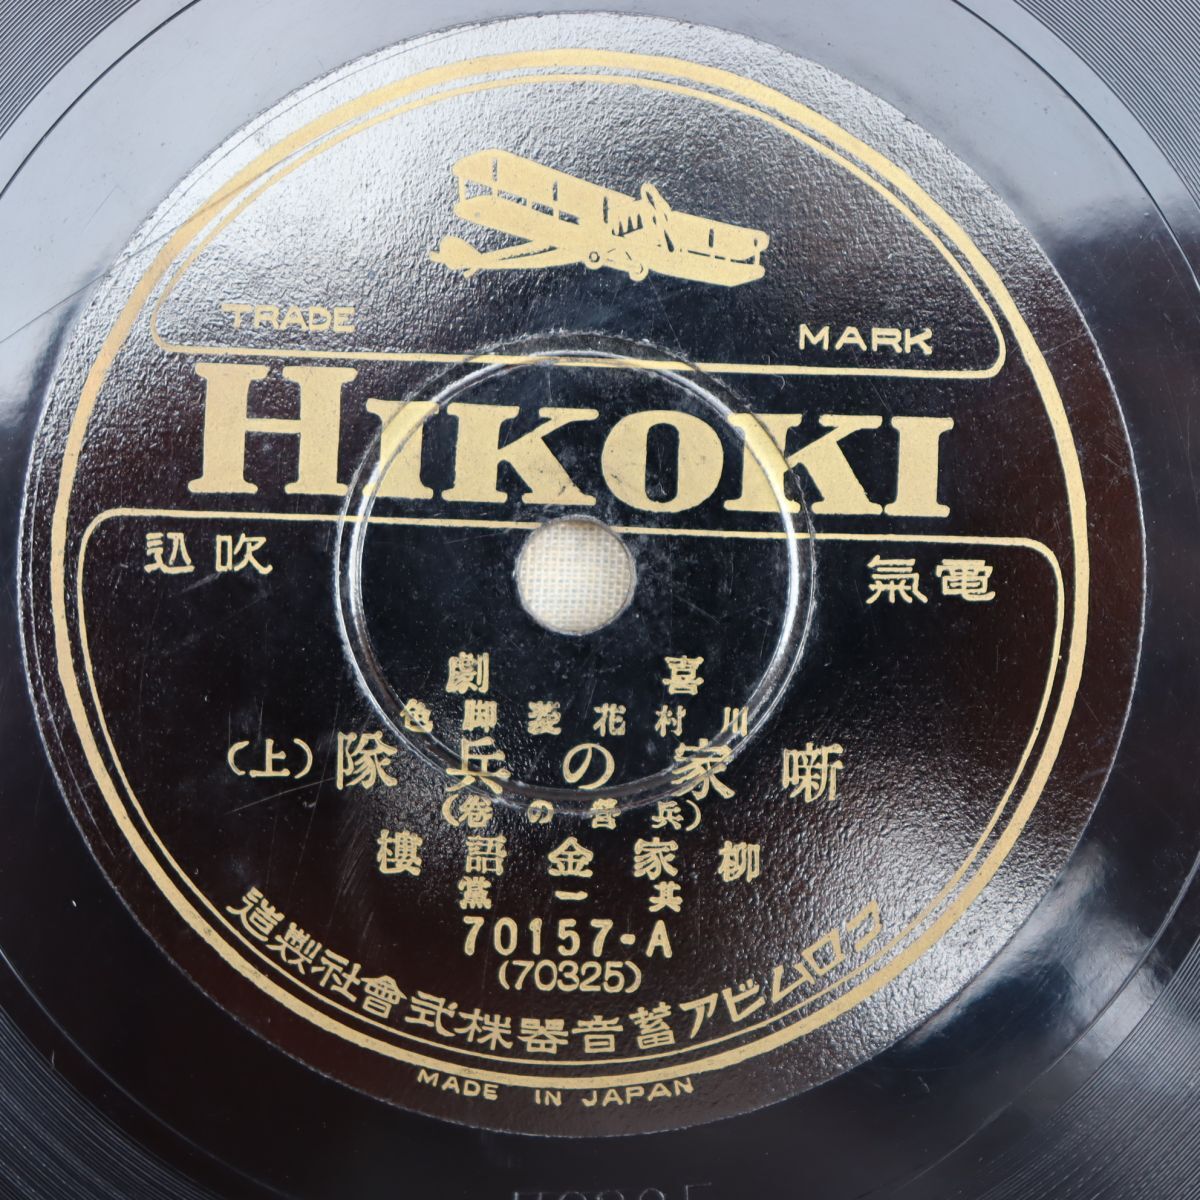 TRADE MARK
HIKOKI
電氣吹込
喜劇
川村花菱脚色
噺家の兵隊(上)
(兵營の卷)
柳家金語樓
其一黨
70157-A
(70325)
コロムビア蓄音器株式會社製造
MADE IN JAPAN